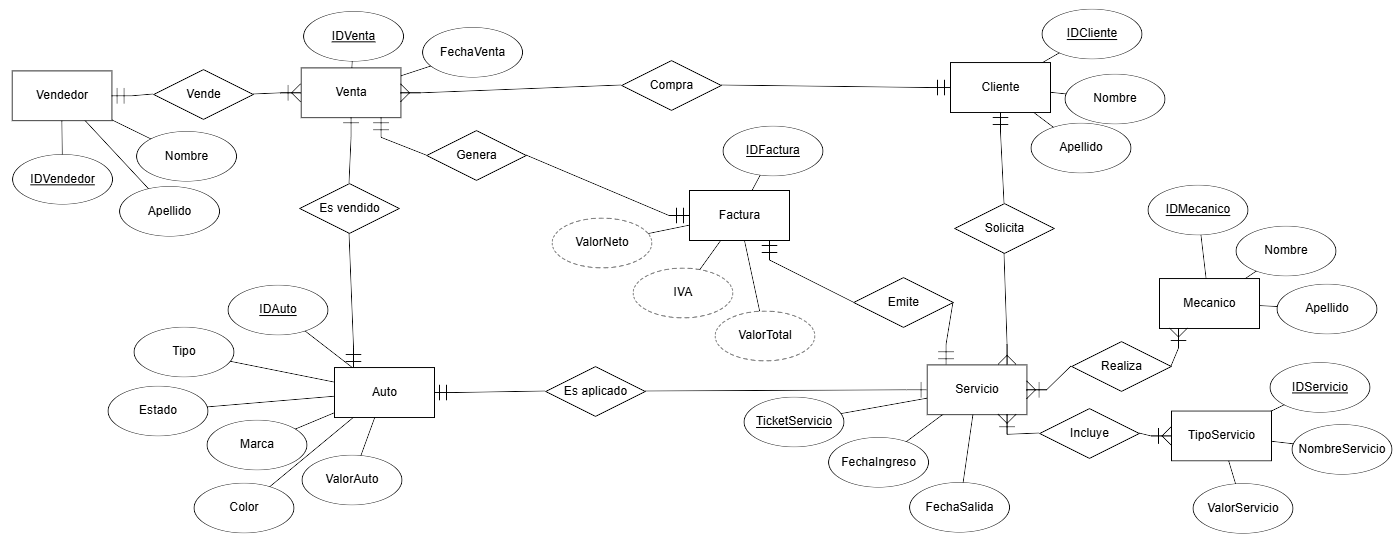 IDVenta
FechaVenta
IDCliente
Vendedor
Vende
Venta
Compra
Cliente
Nombre
Nombre
Genera
IDFactura
Apellido
IDVendedor
Apellido
Es vendido
Factura
Solicita
IDMecanico
ValorNeto
Nombre
IVA
Emite
Mecanico
Apellido
IDAuto
ValorTotal
Tipo
Realiza
Auto
Es aplicado
Servicio
IDServicio
Estado
TicketServicio
Marca
Incluye
TipoServicio
NombreServicio
FechaIngreso
ValorAuto
Color
FechaSalida
ValorServicio